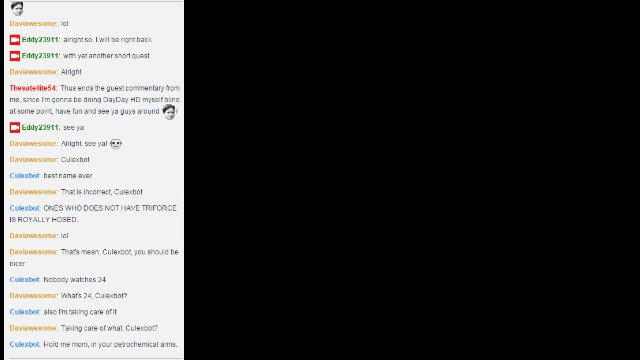 Daviawesome: lol
Eddy23911: alright so, I will be right back
Eddy23911: with yet another short quest
Daviawesome: Alright
Thesatellite54: Thus ends the guest commentary from
me, since I'm gonna be doing DayDay HD myself blind
at some point, have fun and see ya guys around
Eddy23911: see ya
Daviawesome: Alright, see ya!
Daviawesome: Culexbot
Culexbot: best name ever
Daviawesome: That is incorrect, Culexbot
Culexbot: ONES WHO DOES NOT HAVE TRIFORCE
IS ROYALLY HOSED.
Daviawesome: lol
Daviawesome: That's mean, Culexbot, you should be
nicer
Culexbot: Nobody watches 24
Daviawesome: What's 24, Culexbot?
Culexbot: also I'm taking care of it
Daviawesome: Taking care of what, Culexbot?
Culexbot: Hold me mom, in your petrochemical arms.